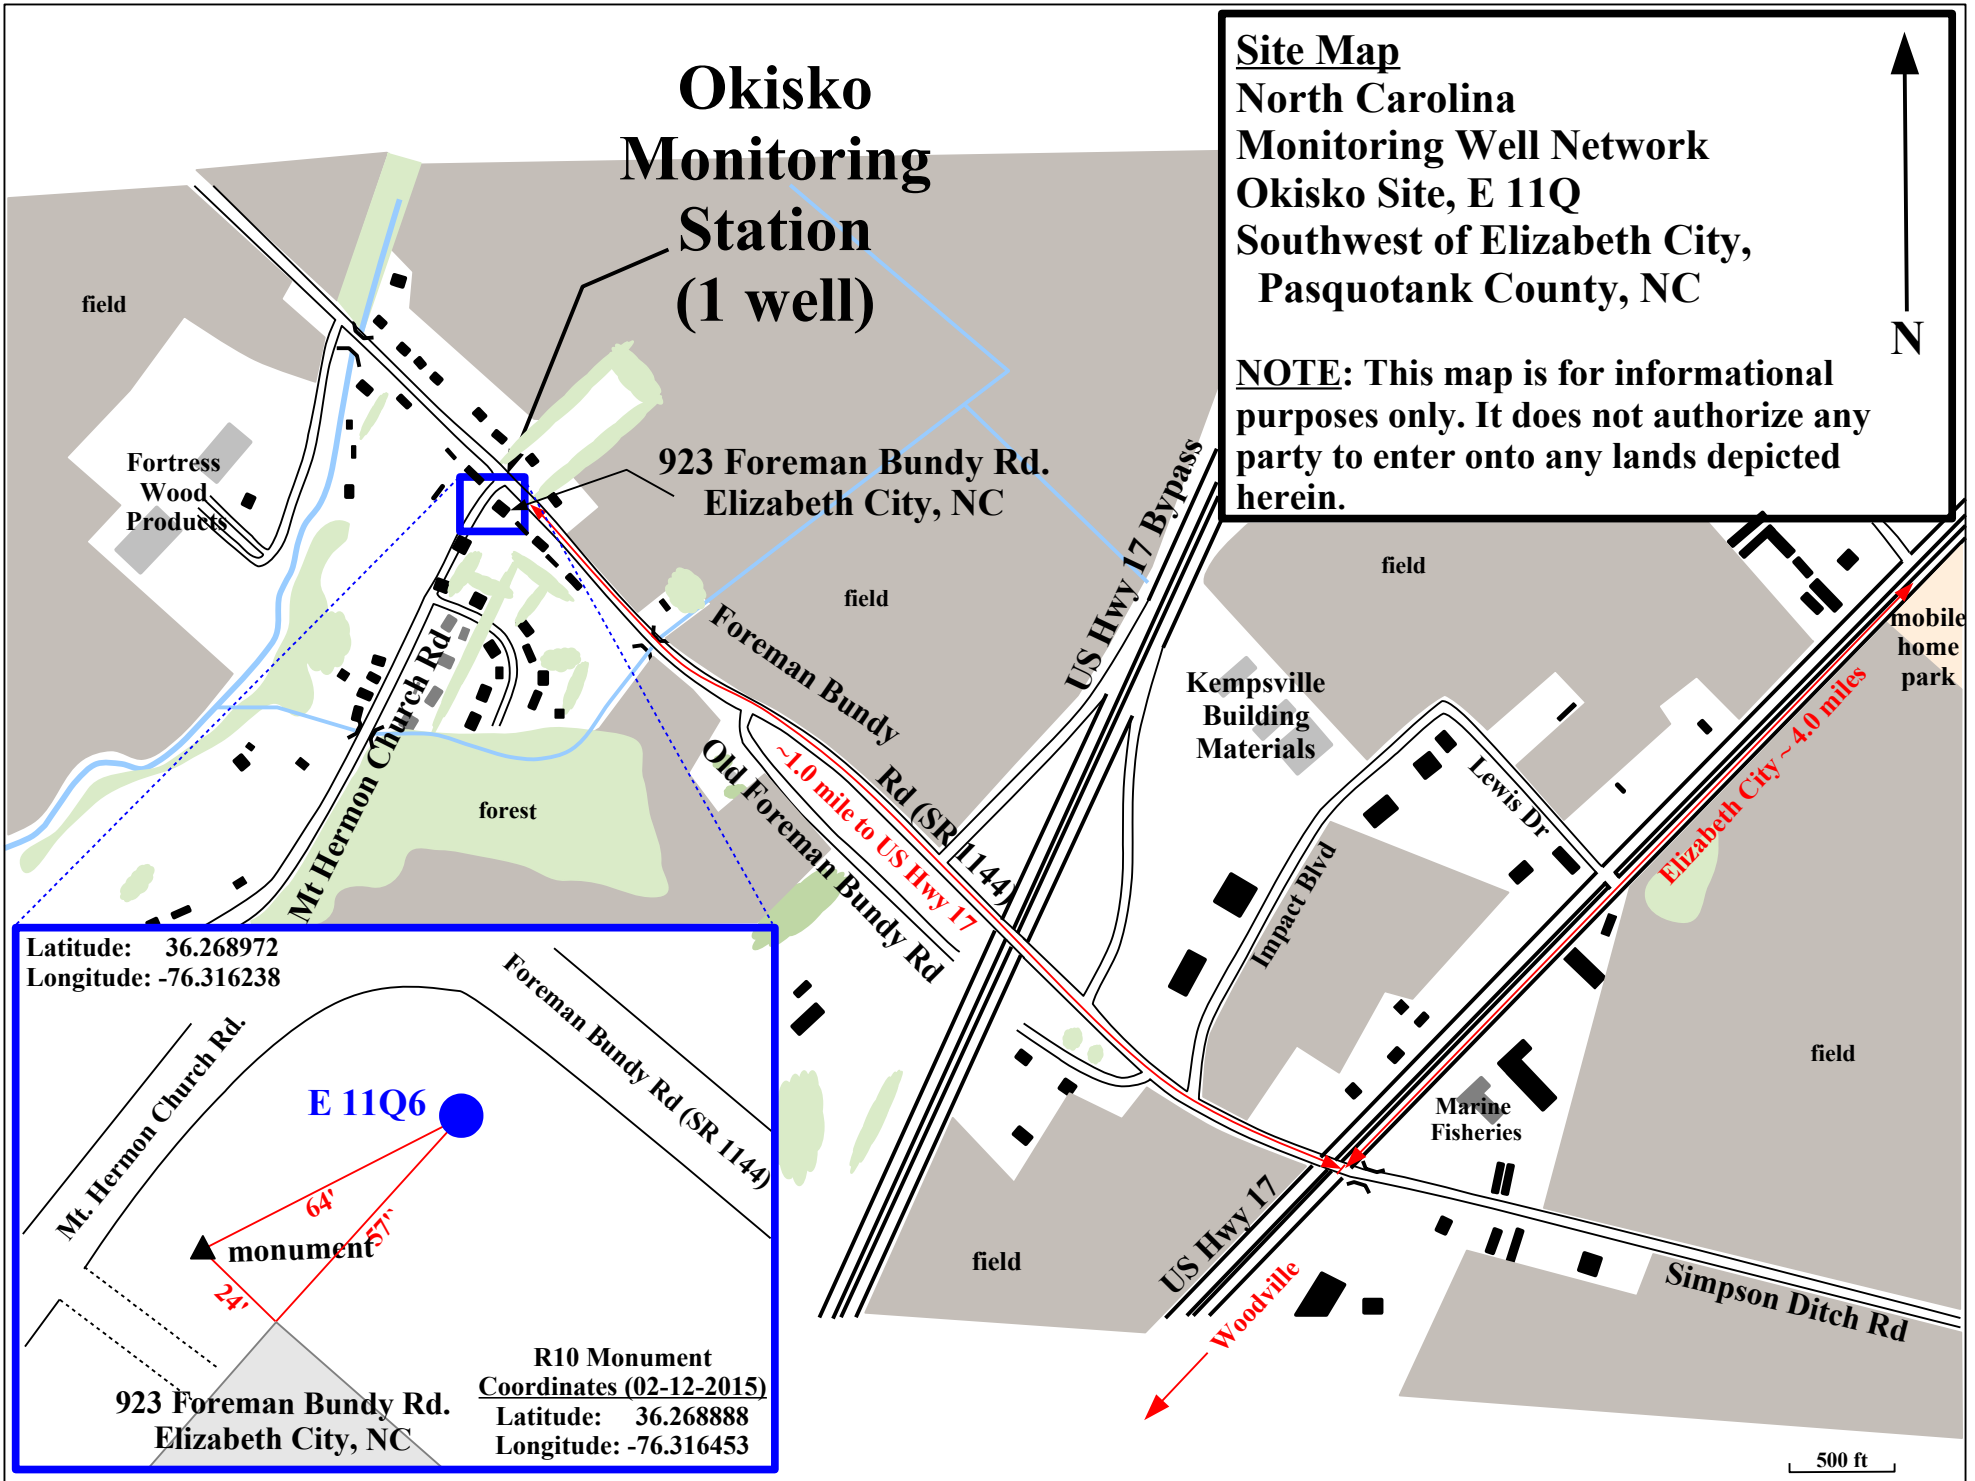 Okisko
Monitoring
Station
(1 well)
Site Map
North Carolina
Monitoring Well Network
Okisko Site, E 11Q
Southwest of Elizabeth City,
Pasquotank County, NC
NOTE: This map is for informational
purposes only. It does not authorize any
party to enter onto any lands depicted
herein.
N
field
Fortress
Wood
Products
923 Foreman Bundy Rd.
Elizabeth City, NC
US Hwy 17 Bypass
field
field
mobile
home
park
Foreman Bundy
Rd (SR 1144)
Mt Hermon Church Rd
Old Foreman Bundy Rd
~1.0 mile to US Hwy 17
Kempsville
Building
Materials
Lewis Dr
Elizabeth City ~ 4.0 miles
forest
Impact Blvd
field
Marine
Fisheries
field
US Hwy 17
Woodville
Simpson Ditch Rd
500 ft
Latitude: 36.268972
Longitude: -76.316238
Mt. Hermon Church Rd.
Foreman Bundy Rd (SR 1144)
E 11Q6
64'
57'
monument
24'
923 Foreman Bundy Rd.
Elizabeth City, NC
R10 Monument
Coordinates (02-12-2015)
Latitude: 36.268888
Longitude: -76.316453